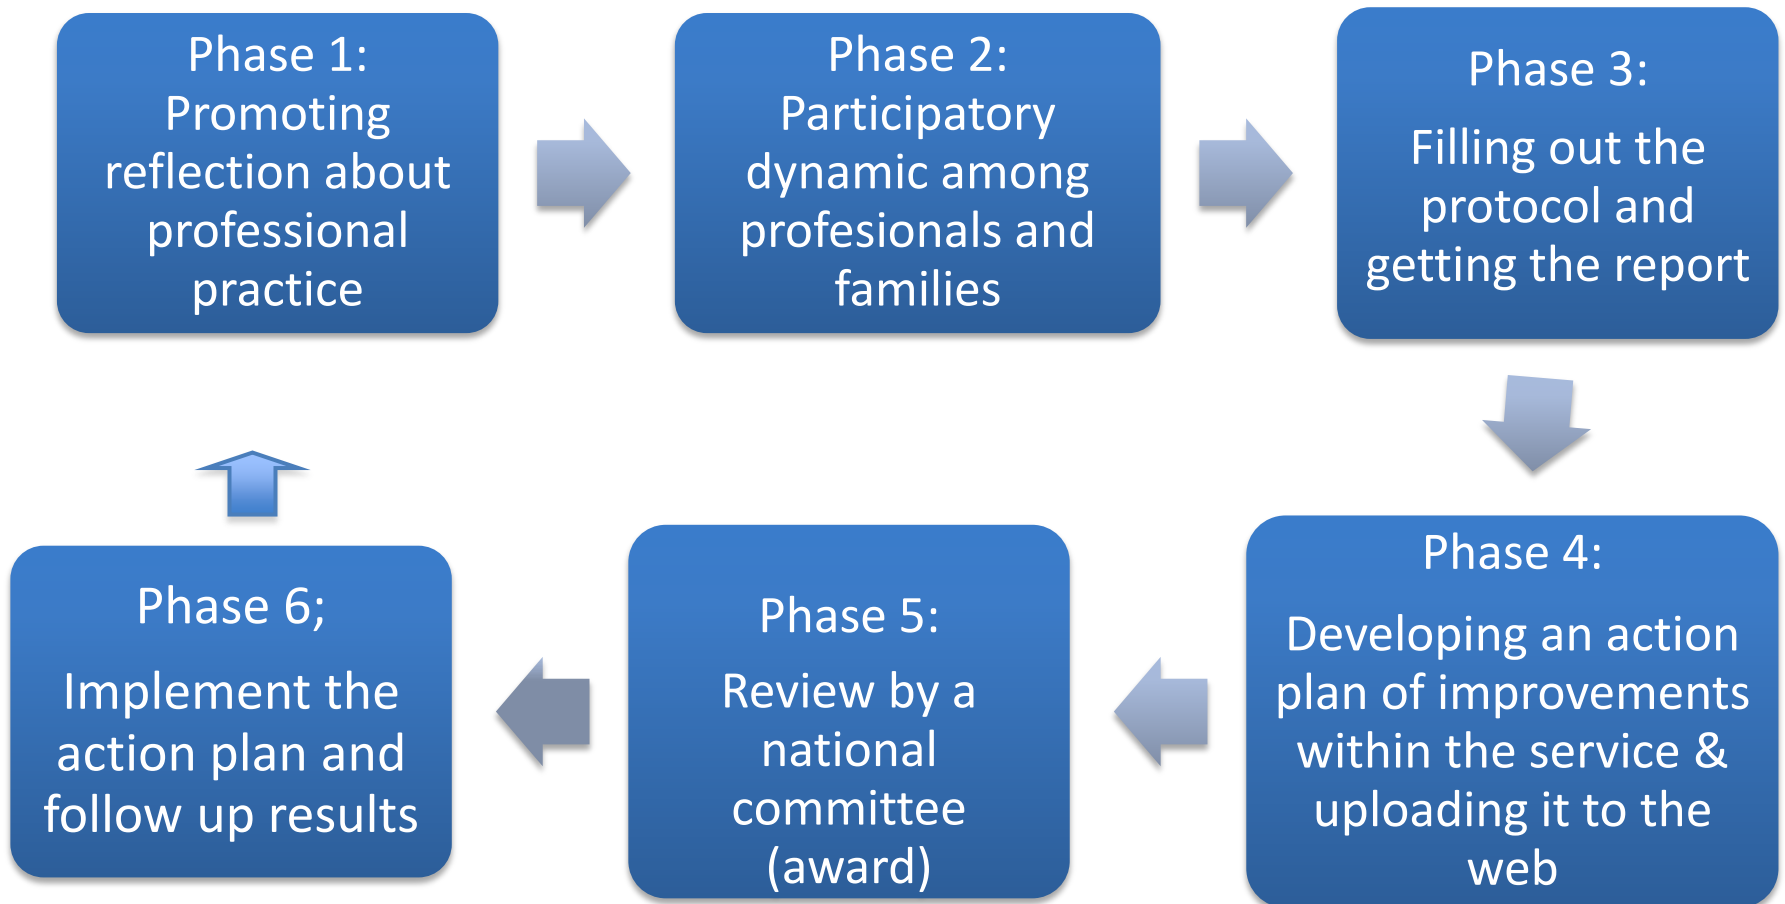 Phase 1:
Promoting
reflection about
professional
practice
Phase 2:
Participatory
dynamic among
profesionals and
families
Phase 3:
Filling out the
protocol and
getting the report
Phase 4:
Developing an action
plan of improvements
within the service &
uploading it to the
web
Phase 5:
Review by a
national
committee
(award)
Phase 6;
Implement the
action plan and
follow up results